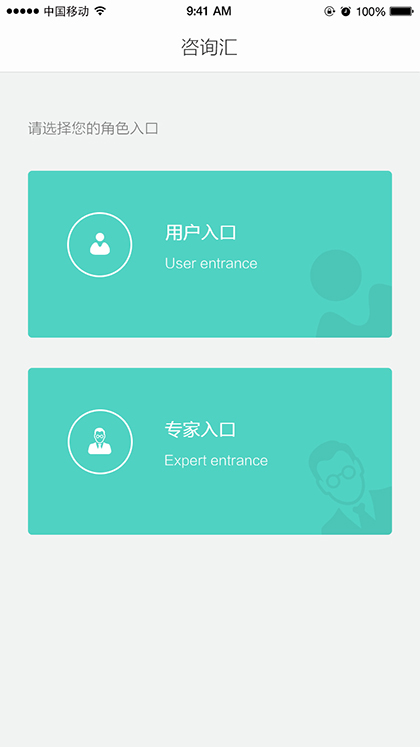 中国移动 9:41 AM 100%
咨询汇
请选择您的角色入口
用户入口
User entrance
专家入口
Expert entrance